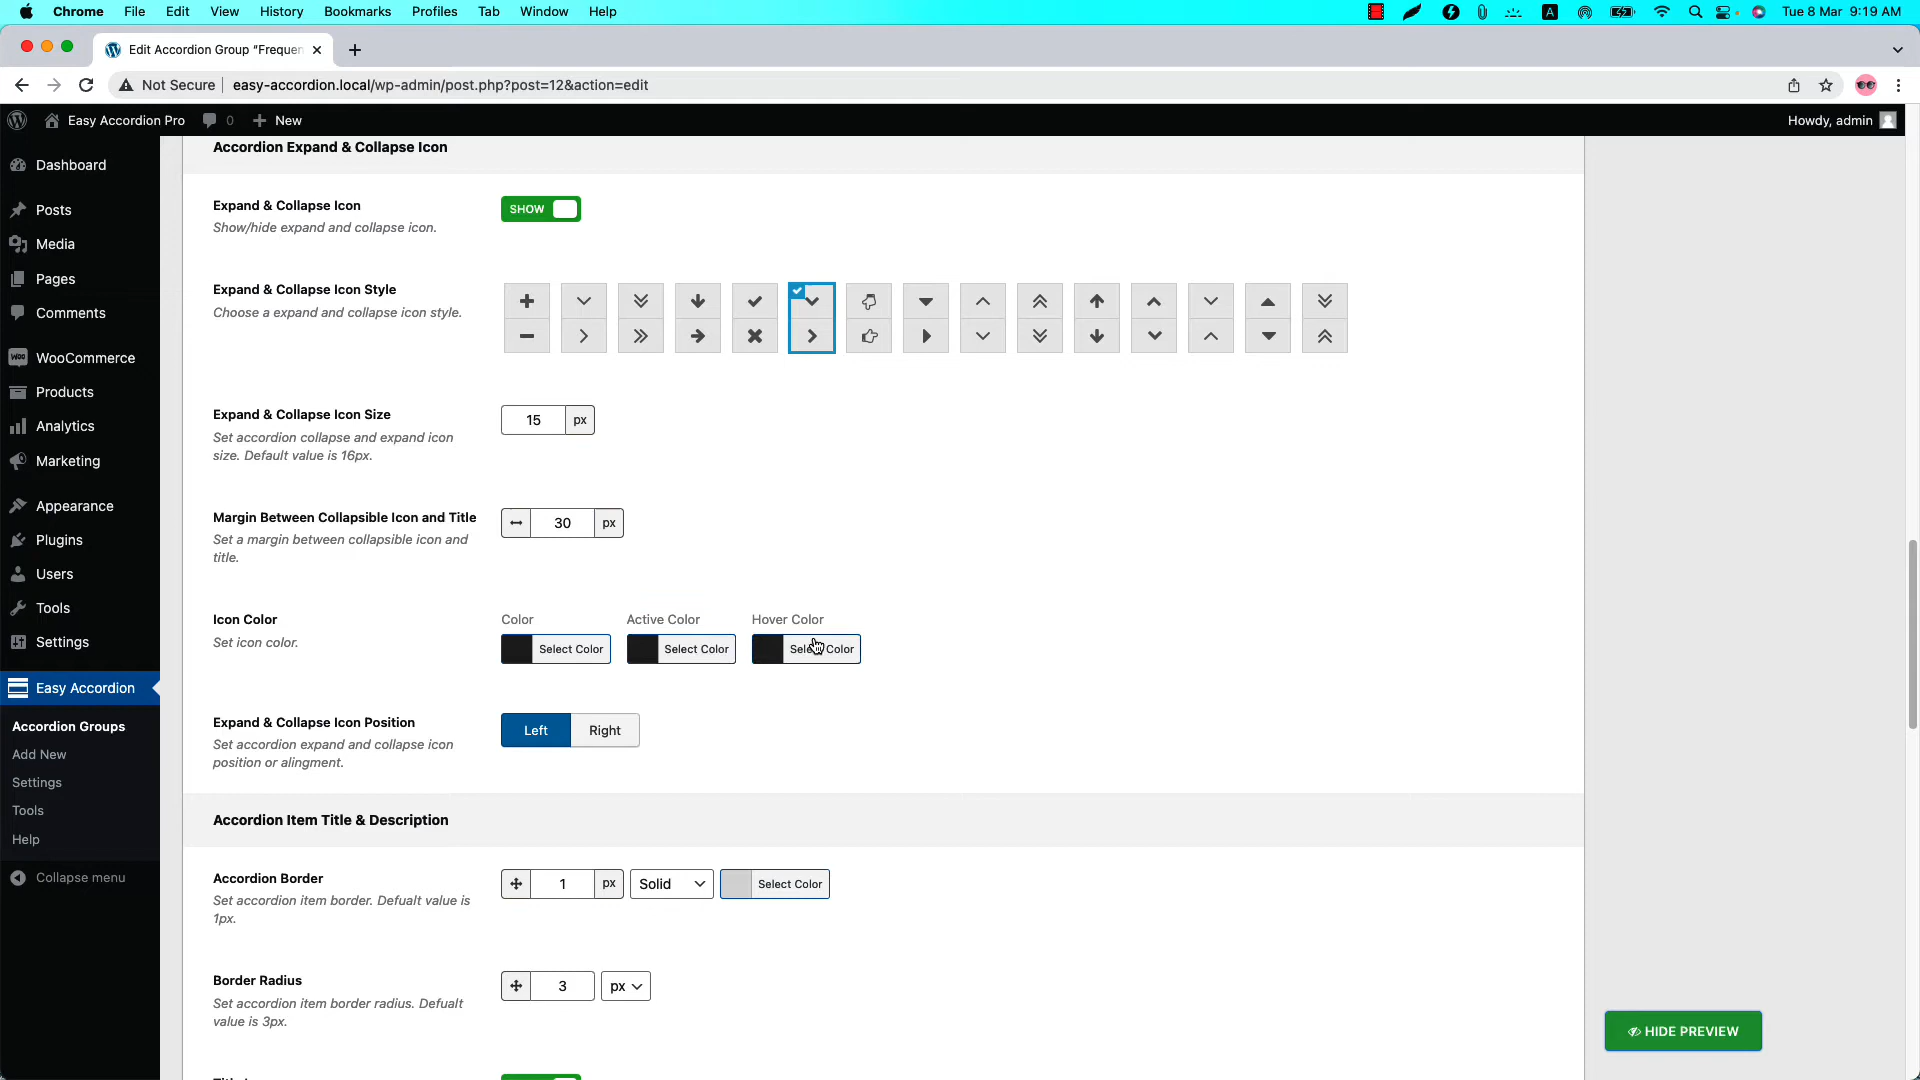 Chrome File Edit View History Bookmarks Profiles Tab Window Help A Tue 8 Mar 9:19 AM
Edit Accordion Group “Frequen
Not Secure easy-accordion.local/wp-admin/post.php?post=12&action=edit
Easy Accordion Pro 0 New Howdy, admin
Dashboard
Posts
Media
Pages
Comments
WooCommerce
Products
Analytics
Marketing
Appearance
Plugins
Users
Tools
Settings
Easy Accordion
Accordion Groups
Add New
Settings
Tools
Help
Collapse menu
Accordion Expand & Collapse Icon
Expand & Collapse Icon
Show/hide expand and collapse icon.
SHOW
Expand & Collapse Icon Style
Choose a expand and collapse icon style.
Expand & Collapse Icon Size
Set accordion collapse and expand icon
size. Default value is 16px.
15 px
Margin Between Collapsible Icon and Title
Set a margin between collapsible icon and
title.
30 px
Icon Color
Set icon color.
Color Active Color Hover Color
Select Color Select Color Select Color
Expand & Collapse Icon Position
Set accordion expand and collapse icon
position or alingment.
Left Right
Accordion Item Title & Description
Accordion Border
Set accordion item border. Defualt value is
1px.
1 px Solid Select Color
Border Radius
Set accordion item border radius. Defualt
value is 3px.
3 px
HIDE PREVIEW